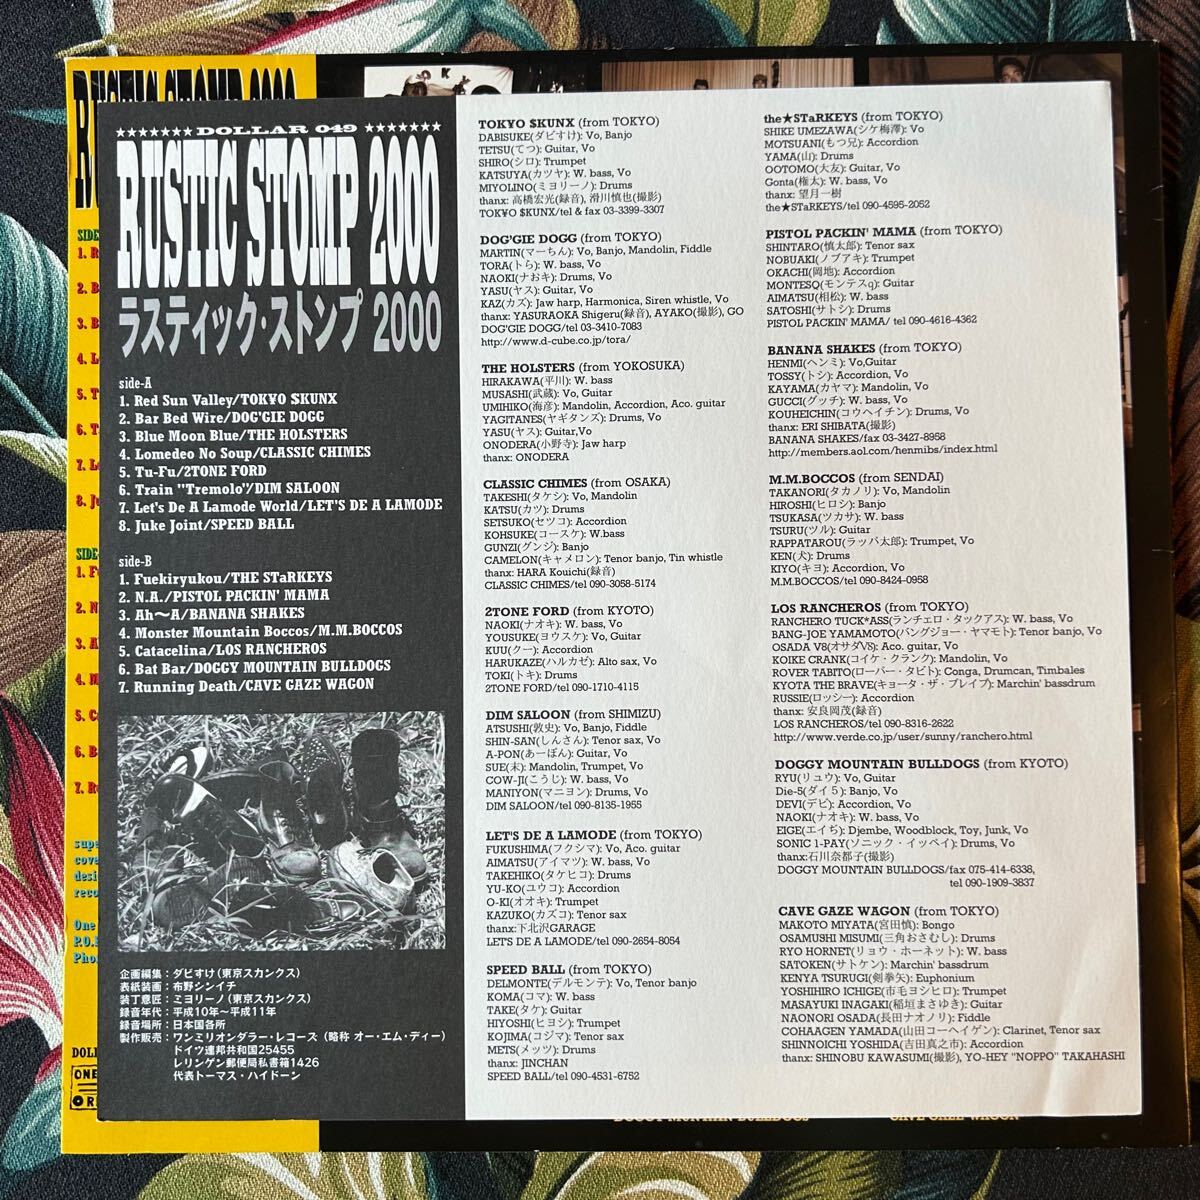 RUSTIC STOMP 2000
★★★★★★★ DOLLAR 049 ★★★★★★★
RUSTIC STOMP 2000
ラスティック・ストンプ 2000
side-A
1. Red Sun Valley/TOK¥O $KUNX
2. Bar Bed Wire/DOG'GIE DOGG
3. Blue Moon Blue/THE HOLSTERS
4. Lomedeo No Soup/CLASSIC CHIMES
5. Tu-Fu/2TONE FORD
6. Train "Tremolo"/DIM SALOON
7. Let's De A Lamode World/LET'S DE A LAMODE
8. Juke Joint/SPEED BALL
side-B
1. Fuekiryukou/THE STaRKEYS
2. N.A./PISTOL PACKIN' MAMA
3. Ah〜A/BANANA SHAKES
4. Monster Mountain Boccos/M.M.BOCCOS
5. Catacelina/LOS RANCHEROS
6. Bat Bar/DOGGY MOUNTAIN BULLDOGS
7. Running Death/CAVE GAZE WAGON
企画編集：ダビすけ(東京スカンクス)
表紙装画：布野シンイチ
装丁意匠：ミヨリーノ(東京スカンクス)
録音年代：平成10年〜平成11年
録音場所：日本国各所
製作販売：ワンミリオンダラー・レコーズ(略称 オー・エム・ディー)
ドイツ連邦共和国25455
レリンゲン郵便局私書箱1426
代表トーマス・ハイドーン
TOKYO $KUNX (from TOKYO)
DABISUKE(ダビすけ): Vo, Banjo
TETSU(てつ): Guitar, Vo
SHIRO(シロ): Trumpet
KATSUYA(カツヤ): W. bass, Vo
MIYOLINO(ミヨリーノ): Drums
thanx: 高橋宏光(録音), 滑川慎也(撮影)
TOK¥O $KUNX/tel & fax 03-3399-3307
DOG'GIE DOGG (from TOKYO)
MARTIN(マーちん): Vo, Banjo, Mandolin, Fiddle
TORA(トら): W. bass, Vo
NAOKI(ナおキ): Drums, Vo
YASU(ヤス): Guitar, Vo
KAZ(カズ): Jaw harp, Harmonica, Siren whistle, Vo
thanx: YASURAOKA Shigeru(録音), AYAKO(撮影), GO
DOG'GIE DOGG/tel 03-3410-7083
http://www.d-cube.co.jp/tora/
THE HOLSTERS (from YOKOSUKA)
HIRAKAWA(平川): W. bass
MUSASHI(武蔵): Vo, Guitar
UMIHIKO(海彦): Mandolin, Accordion, Aco. guitar
YAGITANES(ヤギタンズ): Drums, Vo
YASU(ヤス): Guitar,Vo
ONODERA(小野寺): Jaw harp
thanx: ONODERA
CLASSIC CHIMES (from OSAKA)
TAKESHI(タケシ): Vo, Mandolin
KATSU(カツ): Drums
SETSUKO(セツコ): Accordion
KOHSUKE(コースケ): W.bass
GUNZI(グンジ): Banjo
CAMELON(キャメロン): Tenor banjo, Tin whistle
thanx: HARA Kouichi(録音)
CLASSIC CHIMES/tel 090-3058-5174
2TONE FORD (from KYOTO)
NAOKI(ナオキ): W. bass, Vo
YOUSUKE(ヨウスケ): Vo, Guitar
KUU(クー): Accordion
HARUKAZE(ハルカゼ): Alto sax, Vo
TOKI(トキ): Drums
2TONE FORD/tel 090-1710-4115
DIM SALOON (from SHIMIZU)
ATSUSHI(敦史): Vo, Banjo, Fiddle
SHIN-SAN(しんさん): Tenor sax, Vo
A-PON(あーぽん): Guitar, Vo
SUE(末): Mandolin, Trumpet, Vo
COW-JI(こうじ): W. bass, Vo
MANIYON(マニヨン): Drums, Vo
DIM SALOON/tel 090-8135-1955
LET'S DE A LAMODE (from TOKYO)
FUKUSHIMA(フクシマ): Vo, Aco. guitar
AIMATSU(アイマツ): W. bass, Vo
TAKEHIKO(タケヒコ): Drums
YU-KO(ユウコ): Accordion
O-KI(オオキ): Trumpet
KAZUKO(カズコ): Tenor sax
thanx:下北沢GARAGE
LET'S DE A LAMODE/tel 090-2654-8054
SPEED BALL (from TOKYO)
DELMONTE(デルモンテ): Vo, Tenor banjo
KOMA(コマ): W. bass
TAKE(タケ): Guitar
HIYOSHI(ヒヨシ): Trumpet
KOJIMA(コジマ): Tenor sax
METS(メッツ): Drums
thanx: JINCHAN
SPEED BALL/tel 090-4531-6752
the★STaRKEYS (from TOKYO)
SHIKE UMEZAWA(シケ梅澤): Vo
MOTSUANI(もつ兄): Accordion
YAMA(山): Drums
OOTOMO(大友): Guitar, Vo
Gonta(権太): W. bass, Vo
thanx: 望月一樹
the★STaRKEYS/tel 090-4595-2052
PISTOL PACKIN' MAMA (from TOKYO)
SHINTARO(慎太郎): Tenor sax
NOBUAKI(ノブアキ): Trumpet
OKACHI(岡地): Accordion
MONTESQ(モンテスq): Guitar
AIMATSU(相松): W. bass
SATOSHI(サトシ): Drums
PISTOL PACKIN' MAMA/ tel 090-4616-4362
BANANA SHAKES (from TOKYO)
HENMI(ヘンミ): Vo,Guitar
TOSSY(トシ): Accordion, Vo
KAYAMA(カヤマ): Mandolin, Vo
GUCCI(グッチ): W. bass, Vo
KOUHEICHIN(コウヘイチン): Drums, Vo
thanx: ERI SHIBATA(撮影)
BANANA SHAKES/fax 03-3427-8958
http://members.aol.com/henmibs/index.html
M.M.BOCCOS (from SENDAI)
TAKANORI(タカノリ): Vo, Mandolin
HIROSHI(ヒロシ): Banjo
TSUKASA(ツカサ): W. bass
TSURU(ツル): Guitar
RAPPATAROU(ラッパ太郎): Trumpet, Vo
KEN(犬): Drums
KIYO(キヨ): Accordion, Vo
M.M.BOCCOS/tel 090-8424-0958
LOS RANCHEROS (from TOKYO)
RANCHERO TUCK*ASS(ランチェロ・タックアス): W. bass, Vo
BANG-JOE YAMAMOTO(バングジョー・ヤマモト): Tenor banjo, Vo
OSADA V8(オサダV8): Aco. guitar, Vo
KOIKE CRANK(コイケ・クランク): Mandolin, Vo
ROVER TABITO(ローバー・タビト): Conga, Drumcan, Timbales
KYOTA THE BRAVE(キョータ・ザ・ブレイブ): Marchin' bassdrum
RUSSIE(ロッシー): Accordion
thanx: 安良岡茂(録音)
LOS RANCHEROS/tel 090-8316-2622
http://www.verde.co.jp/user/sunny/ranchero.html
DOGGY MOUNTAIN BULLDOGS (from KYOTO)
RYU(リュウ): Vo, Guitar
Die-5(ダイ5): Banjo, Vo
DEVI(デビ): Accordion, Vo
NAOKI(ナオキ): W. bass, Vo
EIGE(エイぢ): Djembe, Woodblock, Toy, Junk, Vo
SONIC 1-PAY(ソニック・イッペイ): Drums, Vo
thanx:石川奈都子(撮影)
DOGGY MOUNTAIN BULLDOGS/fax 075-414-6338,
tel 090-1909-3837
CAVE GAZE WAGON (from TOKYO)
MAKOTO MIYATA(宮田慎): Bongo
OSAMUSHI MISUMI(三角おさむし): Drums
RYO HORNET(リョウ・ホーネット): W. bass, Vo
SATOKEN(サトケン): Marchin' bassdrum
KENYA TSURUGI(剣拳矢): Euphonium
YOSHIHIRO ICHIGE(市毛ヨシヒロ): Trumpet
MASAYUKI INAGAKI(稲垣まさゆき): Guitar
NAONORI OSADA(長田ナオノリ): Fiddle
COHAAGEN YAMADA(山田コーヘイゲン): Clarinet, Tenor sax
SHINNOICHI YOSHIDA(吉田真之市): Accordion
thanx: SHINOBU KAWASUMI(撮影), YO-HEY "NOPPO" TAKAHASHI